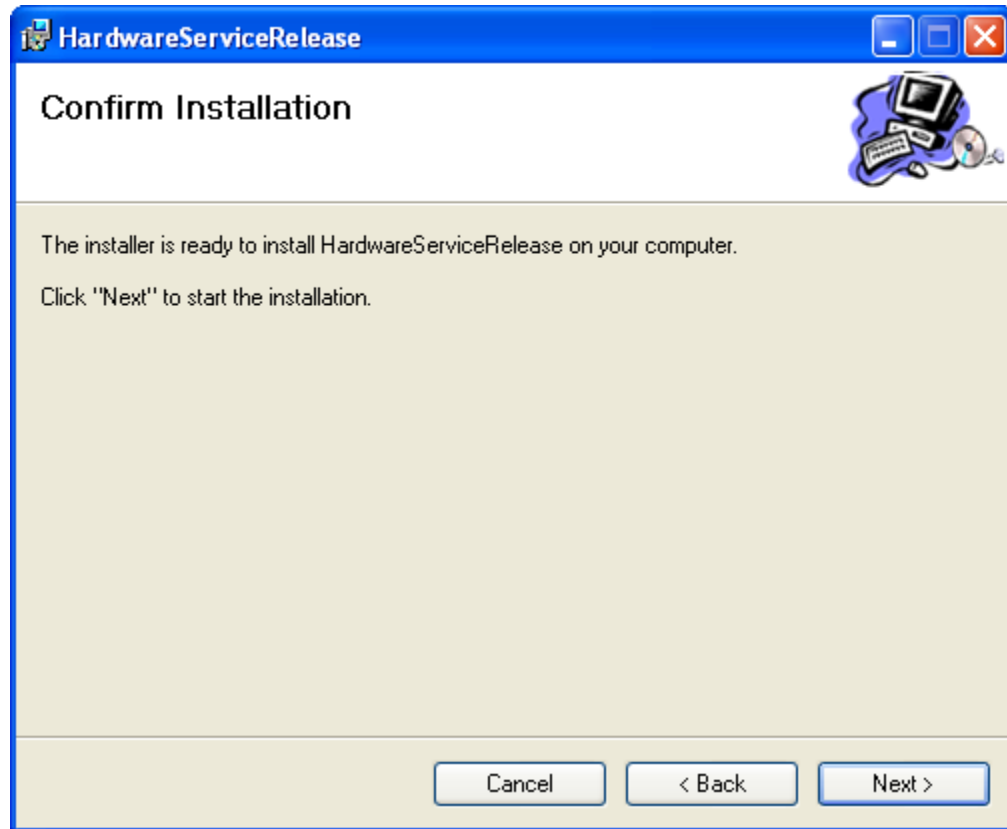 HardwareServiceRelease
Confirm Installation
The installer is ready to install HardwareServiceRelease on your computer.
Click "Next" to start the installation.
Cancel
< Back
Next >